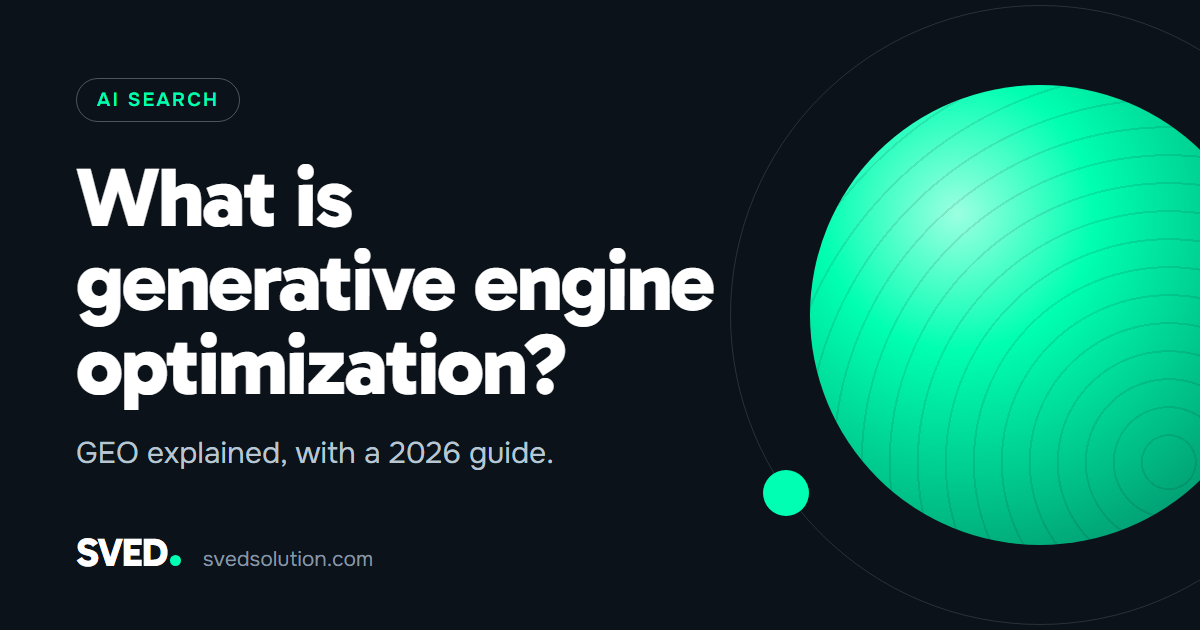 AI SEARCH
What is
generative engine
optimization?
GEO explained, with a 2026 guide.
SVED. svedsolution.com